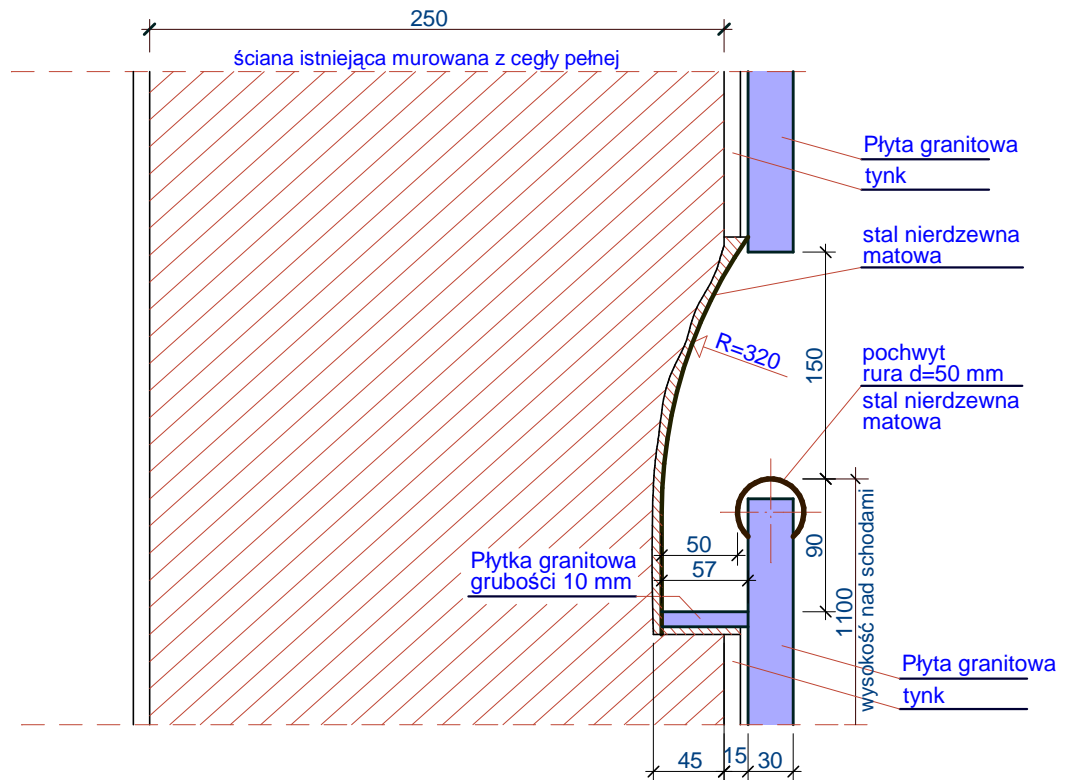 250
ściana istniejąca murowana z cegły pełnej
Płyta granitowa
tynk
stal nierdzewna
matowa
R=320
150
pochwyt
rura d=50 mm
stal nierdzewna
matowa
50
57
90
1100
wysokość nad schodami
Płytka granitowa
grubości 10 mm
Płyta granitowa
tynk
45
15
30